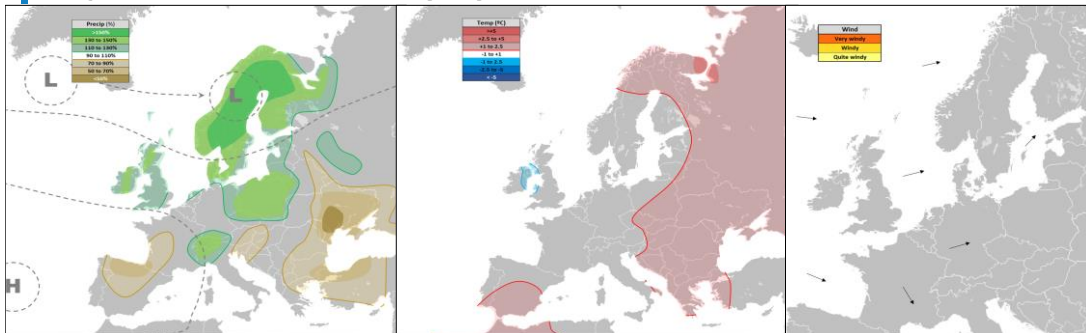 Precip (%)
>150%
130 to 150%
110 to 130%
90 to 110%
70 to 90%
50 to 70%
<50%
L
L
H
Temp (ºC)
>+5
+2.5 to +5
+1 to 2.5
-1 to +1
-1 to 2.5
-2.5 to -5
< -5
Wind
Very windy
Windy
Quite windy